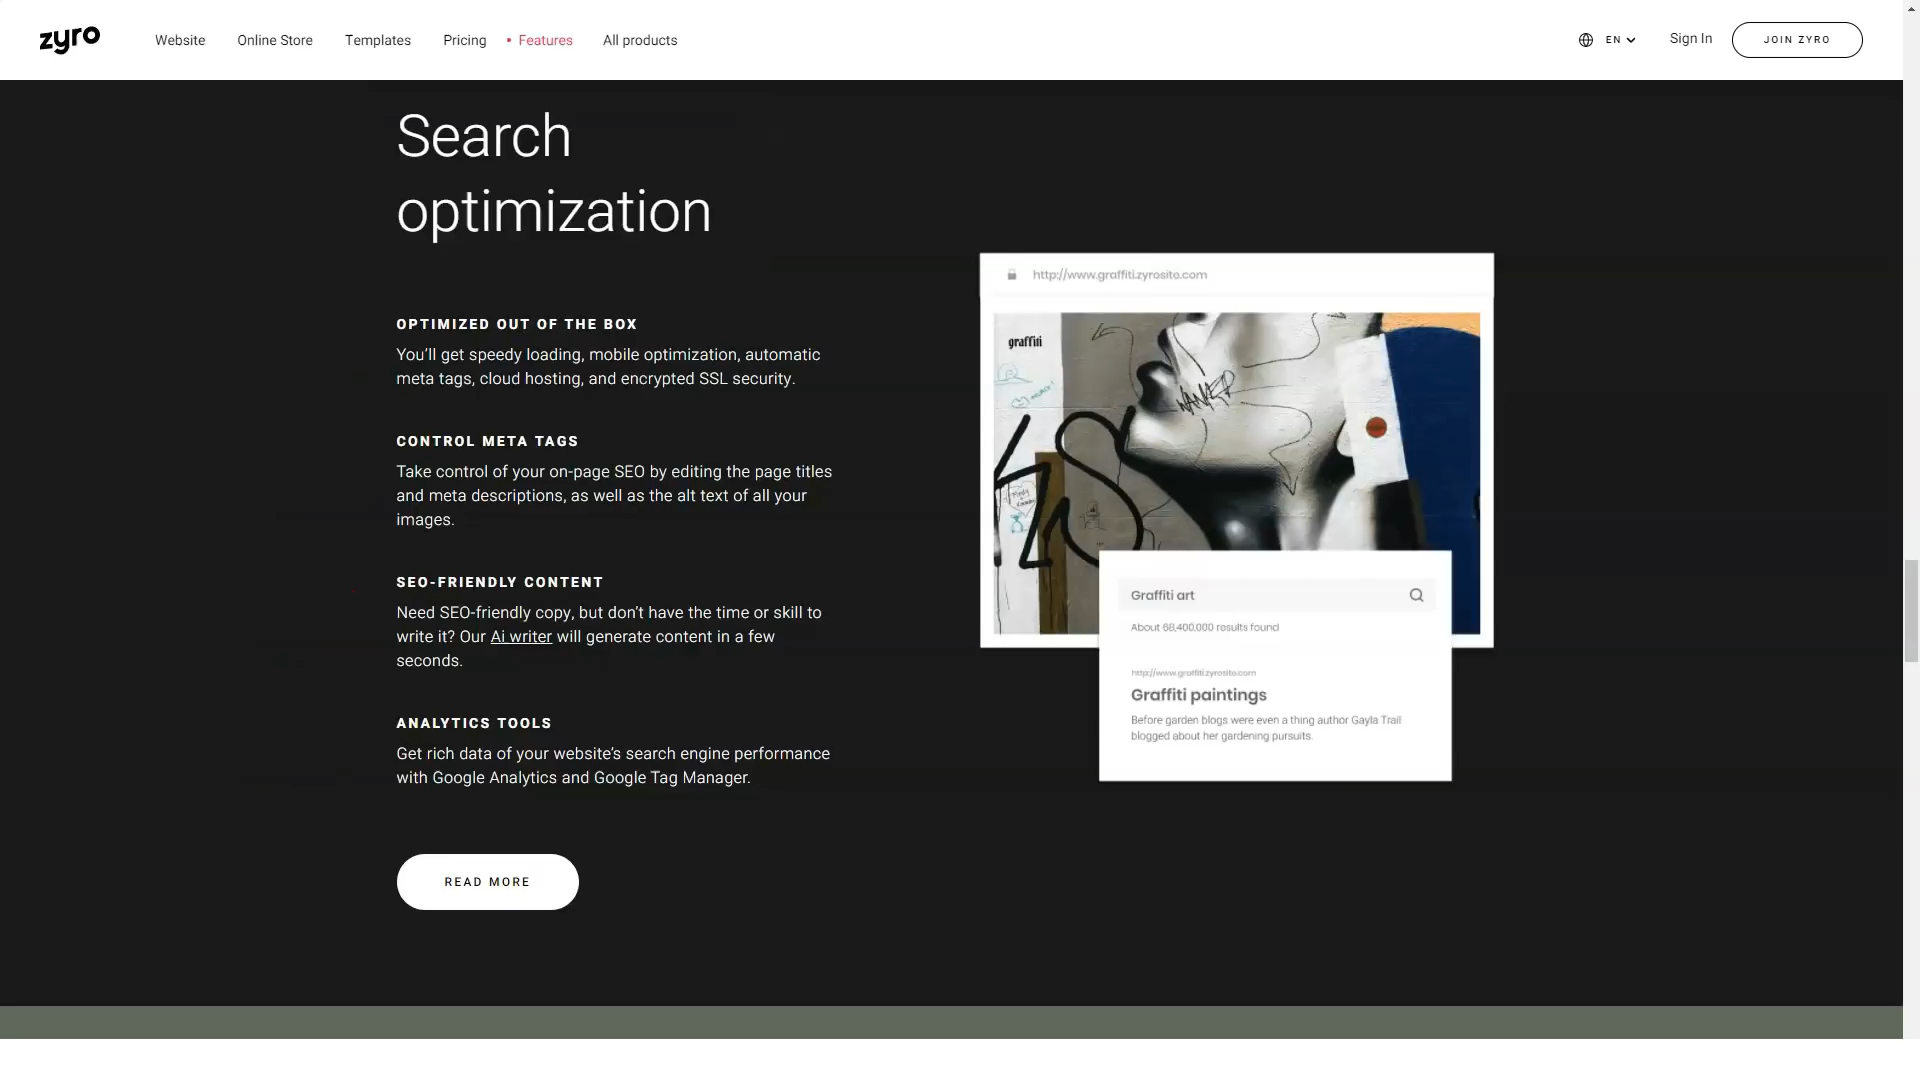 zyro
Website Online Store Templates Pricing • Features All products
EN Sign In JOIN ZYRO
Search
optimization
OPTIMIZED OUT OF THE BOX
You’ll get speedy loading, mobile optimization, automatic
meta tags, cloud hosting, and encrypted SSL security.
CONTROL META TAGS
Take control of your on-page SEO by editing the page titles
and meta descriptions, as well as the alt text of all your
images.
SEO-FRIENDLY CONTENT
Need SEO-friendly copy, but don’t have the time or skill to
write it? Our Ai writer will generate content in a few
seconds.
ANALYTICS TOOLS
Get rich data of your website’s search engine performance
with Google Analytics and Google Tag Manager.
READ MORE
http://www.graffiti.zyrosite.com
graffiti
WANKER
Graffiti art
About 68,400,000 results found
http://www.graffiti.zyrosite.com
Graffiti paintings
Before garden blogs were even a thing author Gayla Trail
blogged about her gardening pursuits.